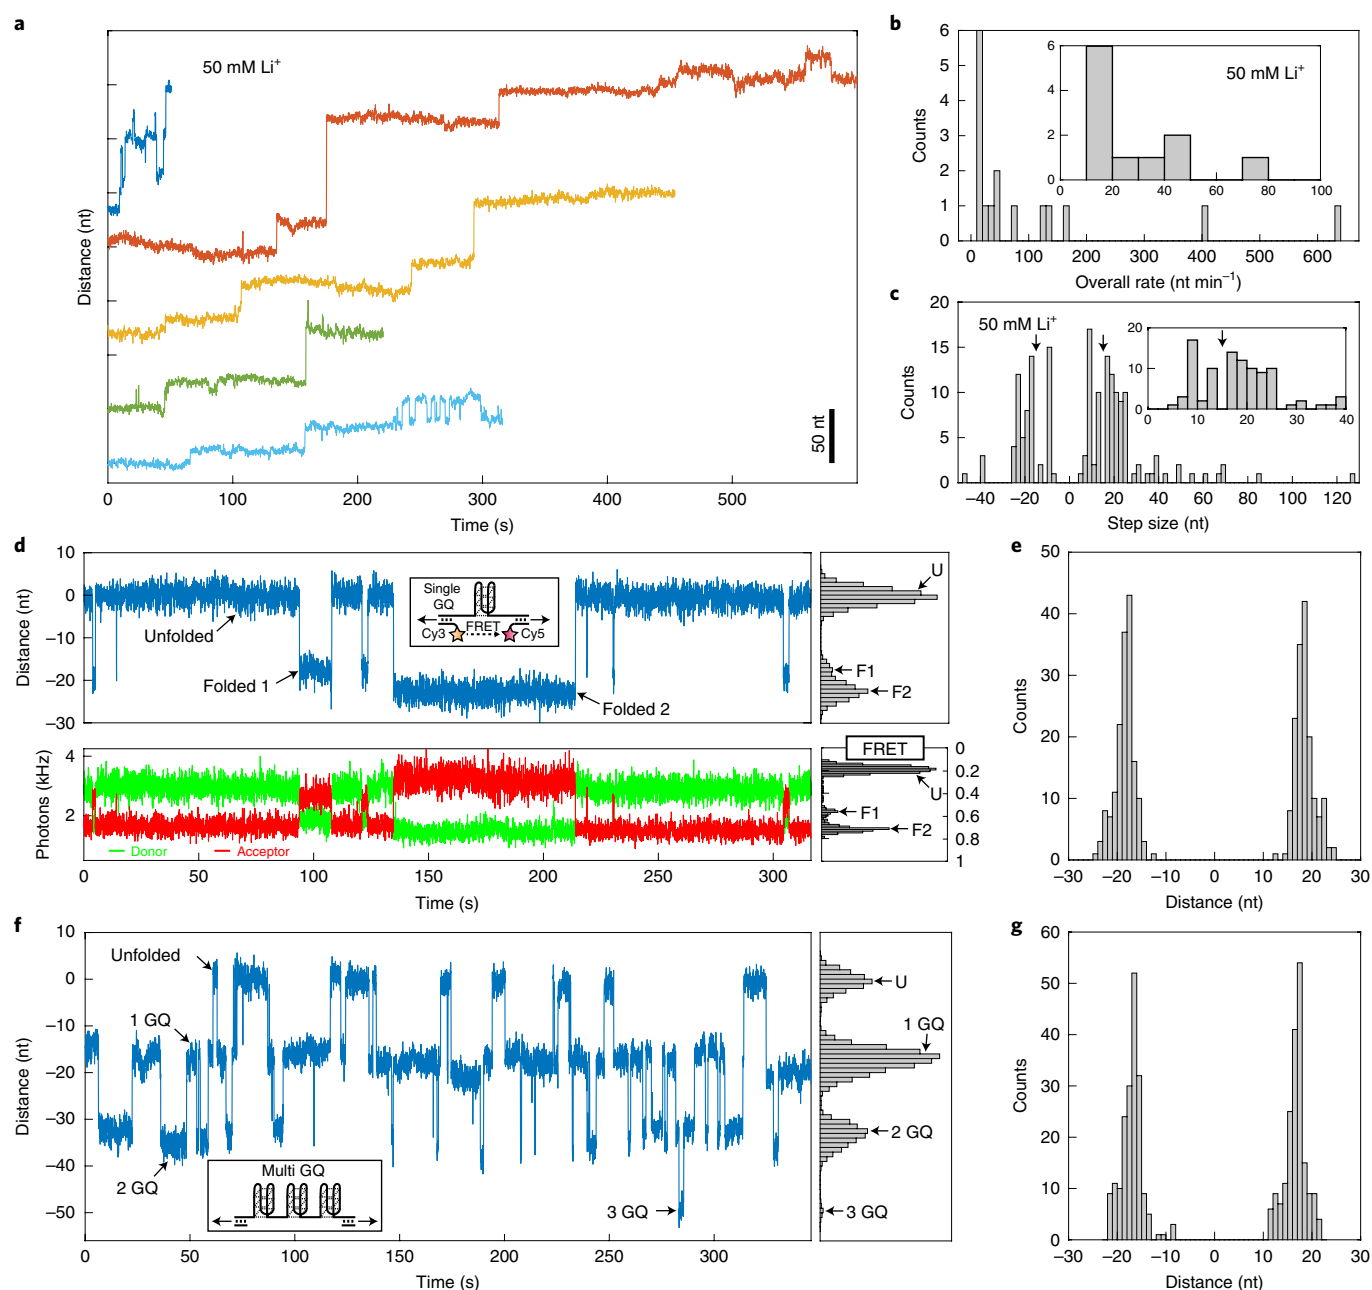 a
50 mM Li⁺
Distance (nt)
50 nt
0 100 200 300 400 500
Time (s)
b
6
5
4
3
2
1
0
Counts
6
4
2
0
50 mM Li⁺
0 20 40 60 80 100
0 100 200 300 400 500 600
Overall rate (nt min⁻¹)
c
20
15
10
5
0
Counts
50 mM Li⁺
20
10
0
0 10 20 30 40
–40 –20 0 20 40 60 80 100 120
Step size (nt)
d
10
0
–10
–20
–30
Distance (nt)
Unfolded
Folded 1
Folded 2
Single GQ
FRET
Cy3
Cy5
U
F1
F2
4
2
Photons (kHz)
Donor
Acceptor
0 50 100 150 200 250 300
Time (s)
FRET
0
0.2
0.4
0.6
0.8
1
U
F1
F2
e
50
40
30
20
10
0
Counts
–30 –20 –10 0 10 20 30
Distance (nt)
f
10
0
–10
–20
–30
–40
–50
Distance (nt)
Unfolded
1 GQ
2 GQ
Multi GQ
3 GQ
0 50 100 150 200 250 300
Time (s)
U
1 GQ
2 GQ
3 GQ
g
60
50
40
30
20
10
0
Counts
–30 –20 –10 0 10 20 30
Distance (nt)